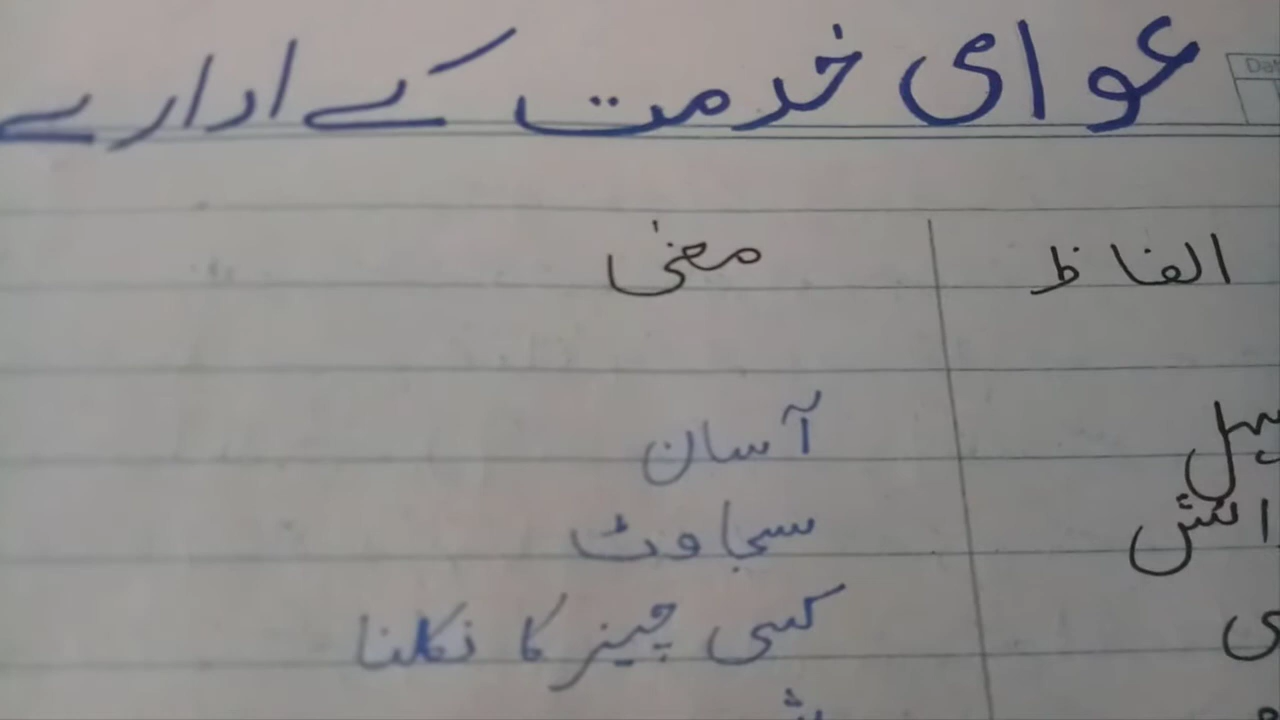 عوامی خدمت کے ادارے
الفاظ معنی
آسان
سجاوٹ
کسی چیز کا نکلنا